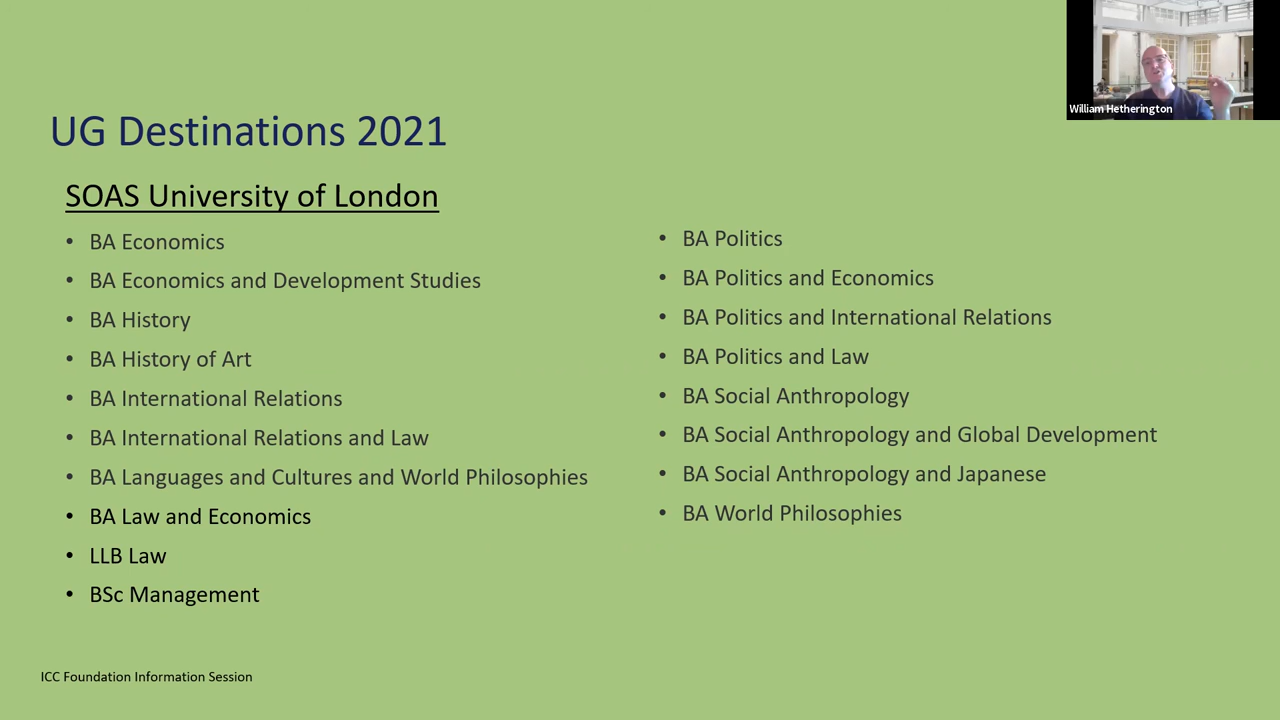 William Hetherington
UG Destinations 2021
SOAS University of London
• BA Economics
• BA Economics and Development Studies
• BA History
• BA History of Art
• BA International Relations
• BA International Relations and Law
• BA Languages and Cultures and World Philosophies
• BA Law and Economics
• LLB Law
• BSc Management
• BA Politics
• BA Politics and Economics
• BA Politics and International Relations
• BA Politics and Law
• BA Social Anthropology
• BA Social Anthropology and Global Development
• BA Social Anthropology and Japanese
• BA World Philosophies
ICC Foundation Information Session